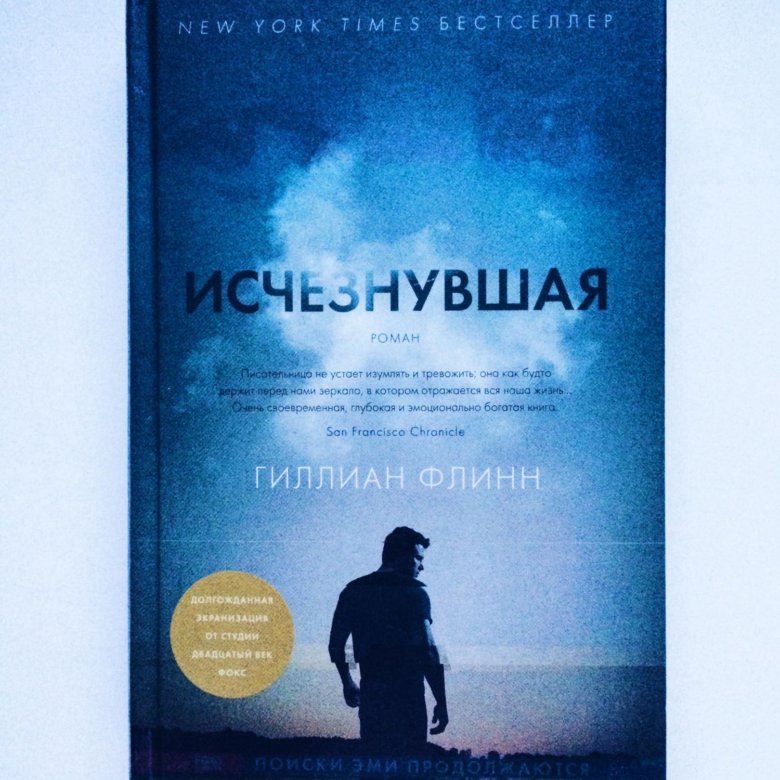 NEW YORK TIMES БЕСТСЕЛЛЕР
ИСЧЕЗНУВШАЯ
РОМАН
Писательница не устает изумлять и тревожить; она как будто
держит перед нами зеркало, в котором отражается вся наша жизнь...
Очень своевременная, глубокая и эмоционально богатая книга.
San Francisco Chronicle
ГИЛЛИАН ФЛИНН
ДОЛГОЖДАННАЯ
ЭКРАНИЗАЦИЯ
ОТ СТУДИИ
ДВАДЦАТЫЙ ВЕК
ФОКС
ПОИСКИ ЭМИ ПРОДОЛЖАЮТСЯ